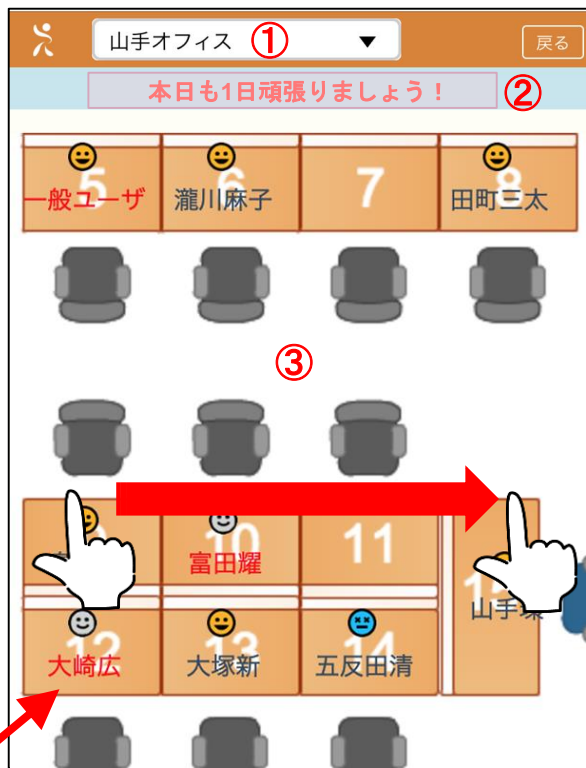 山手オフィス ① ▼ 戻る
本日も1日頑張りましょう！ ②
5 6 7 8
一般ユーザ 瀧川麻子 田町三太
③
10 11
富田耀
山手
12 13 14
大崎広 大塚新 五反田清